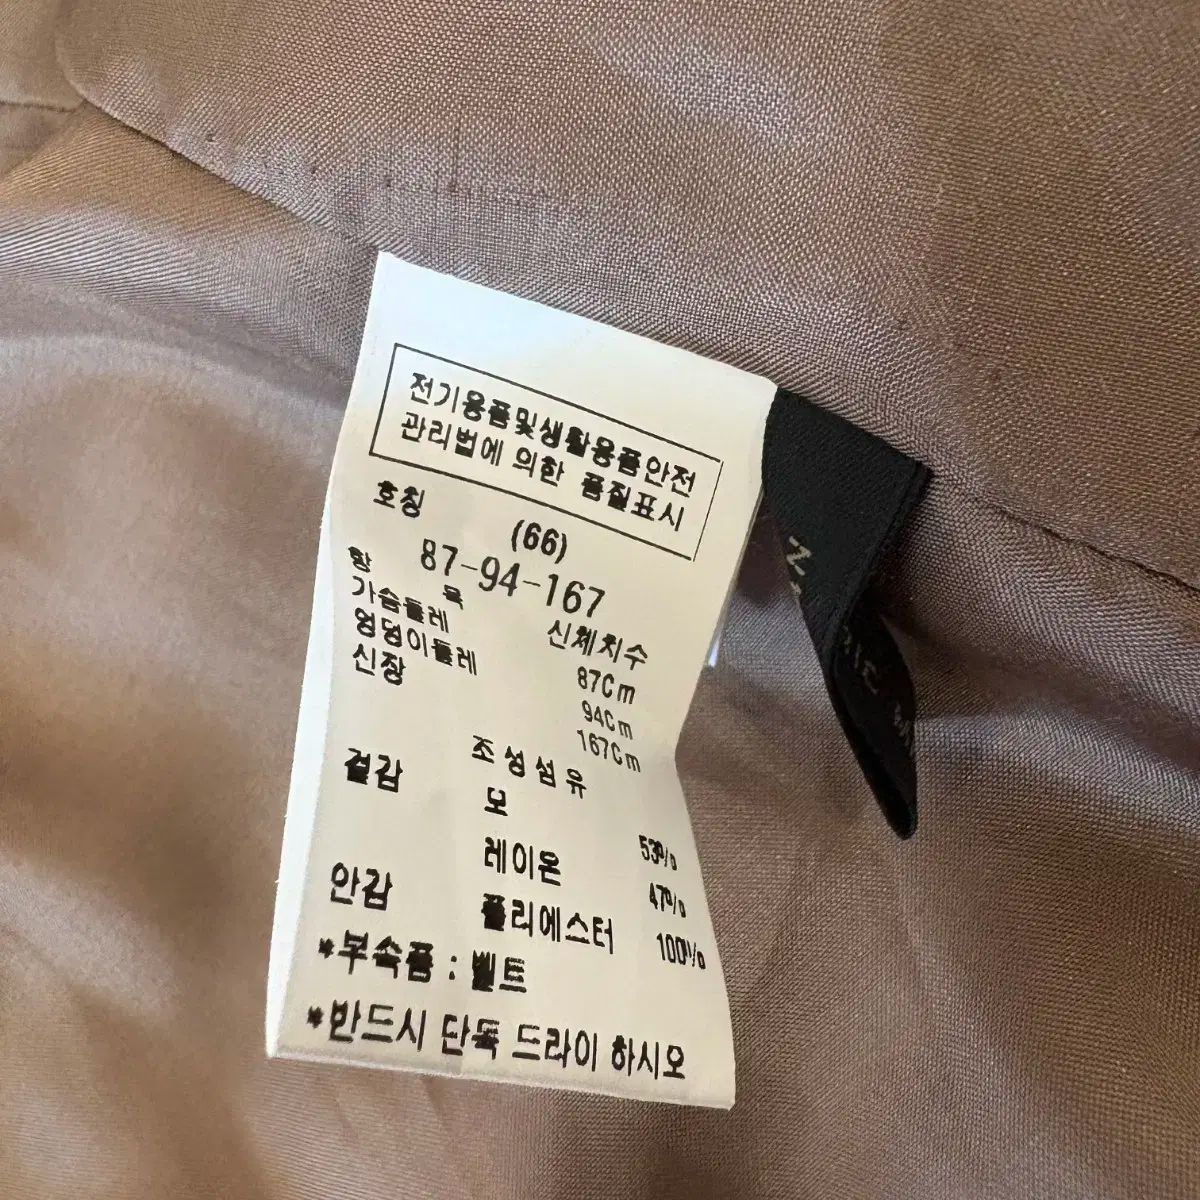 전기용품및생활용품안전
관리법에 의한 품질표시
호칭 (66)
87-94-167
항 목 신체치수
가슴둘레 87Cm
엉덩이둘레 94Cm
신장 167Cm
조성섬유
겉감 모 53%
레이온 47%
안감 폴리에스터 100%
*부속품 : 벨트
*반드시 단독 드라이 하시오